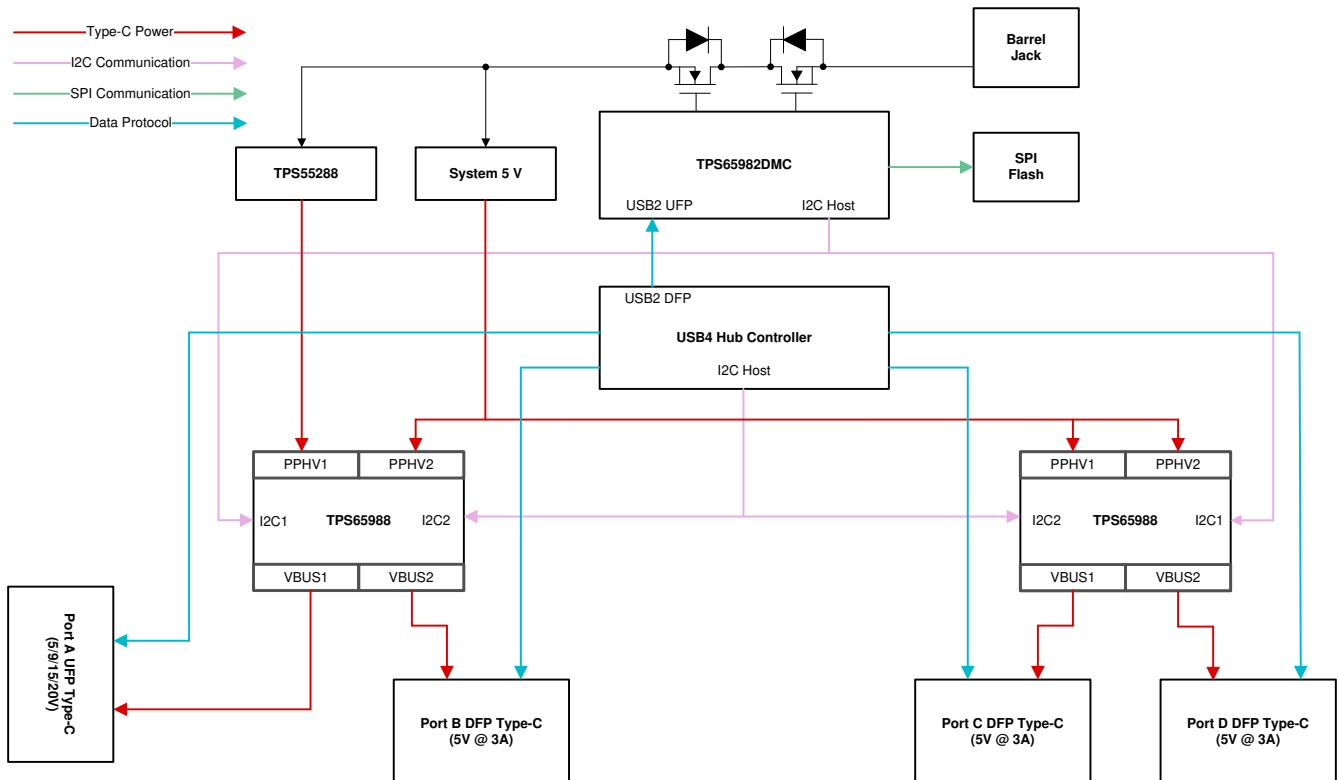 Type-C Power
I2C Communication
SPI Communication
Data Protocol
Barrel
Jack
TPS55288
System 5 V
TPS65982DMC
USB2 UFP
I2C Host
SPI
Flash
USB2 DFP
USB4 Hub Controller
I2C Host
PPHV1
PPHV2
I2C1
TPS65988
I2C2
VBUS1
VBUS2
PPHV1
PPHV2
I2C2
TPS65988
I2C1
VBUS1
VBUS2
Port A UFP Type-C
(5/9/15/20V)
Port B DFP Type-C
(5V @ 3A)
Port C DFP Type-C
(5V @ 3A)
Port D DFP Type-C
(5V @ 3A)